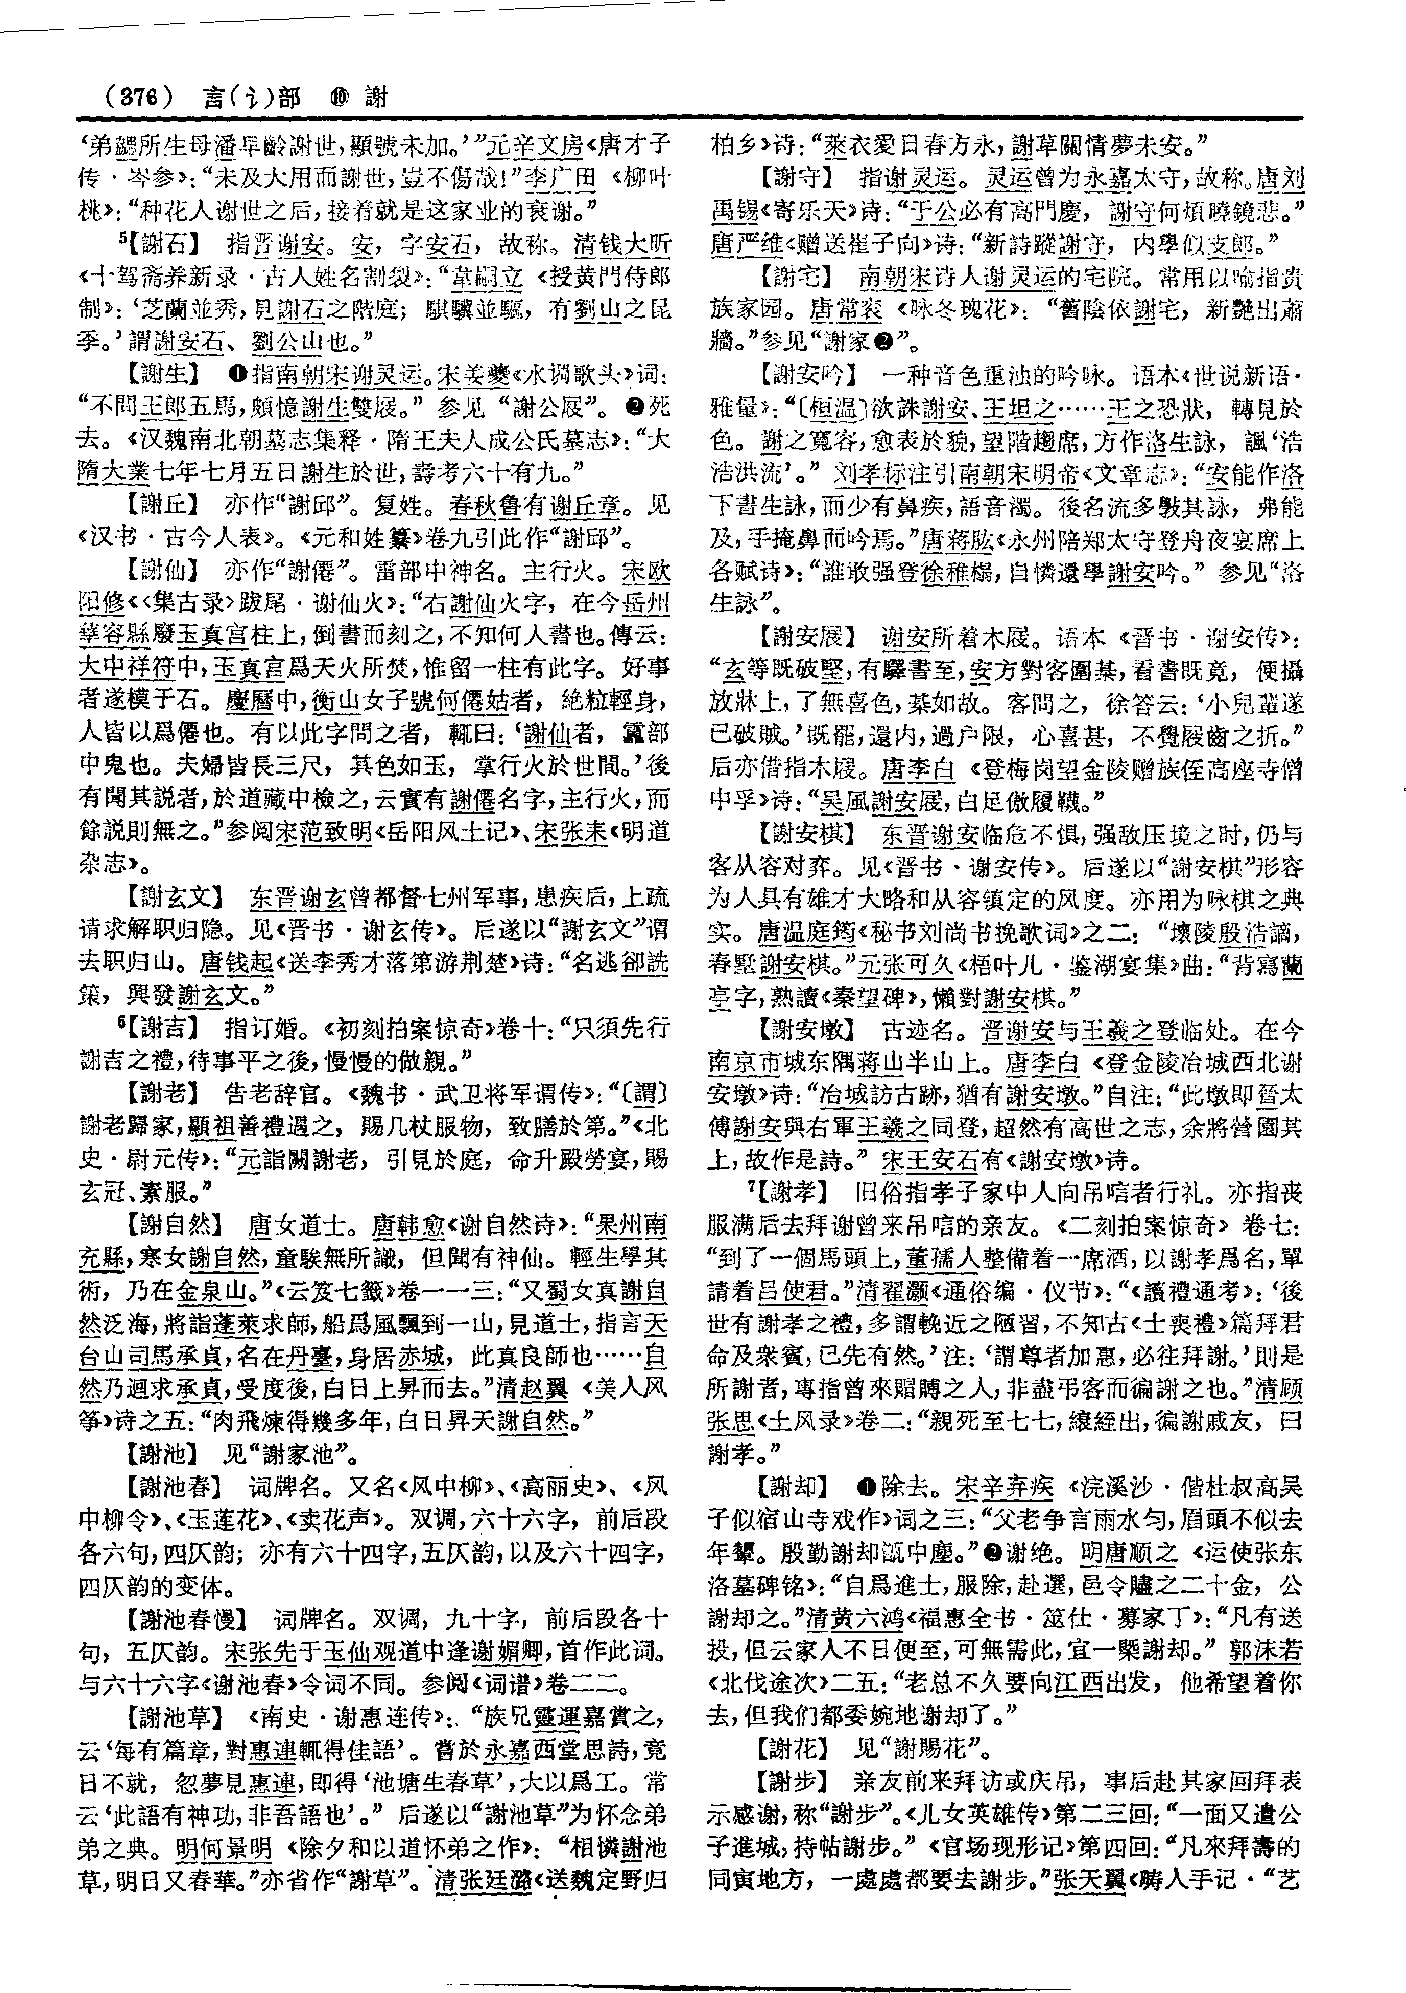 （376） 言(讠)部 ⑩ 謝
‘弟勰所生母潘早齡謝世，顯號未加。’”元辛文房《唐才子
传·岑参》：“未及大用而謝世，豈不傷哉！”李广田《柳叶
桃》：“种花人谢世之后，接着就是这家业的衰谢。”
5【謝石】 指晋谢安。安，字安石，故称。清钱大昕
《十驾斋养新录·古人姓名割裂》：“韋嗣立《授黄門侍郎
制》：‘芝蘭並秀，見謝石之階庭；騏驥並驅，有劉山之昆
季。’謂謝安石、劉公山也。”
【謝生】 ❶指南朝宋谢灵运。宋姜夔《水调歌头》词：
“不問王郎五馬，頗憶謝生雙屐。”参见“謝公屐”。❷死
去。《汉魏南北朝墓志集释·隋王夫人成公氏墓志》：“大
隋大業七年七月五日謝生於世，壽考六十有九。”
【謝丘】 亦作“謝邱”。复姓。春秋鲁有谢丘章。见
《汉书·古今人表》。《元和姓纂》卷九引此作“謝邱”。
【謝仙】 亦作“謝僊”。雷部中神名。主行火。宋欧
阳修《〈集古录〉跋尾·谢仙火》：“右謝仙火字，在今岳州
華容縣廢玉真宫柱上，倒書而刻之，不知何人書也。傳云：
大中祥符中，玉真宫爲天火所焚，惟留一柱有此字。好事
者遂模于石。慶曆中，衡山女子號何僊姑者，絶粒輕身，
人皆以爲僊也。有以此字問之者，輒曰：‘謝仙者，靁部
中鬼也。夫婦皆長三尺，其色如玉，掌行火於世間。’後
有聞其説者，於道藏中檢之，云實有謝僊名字，主行火，而
餘説則無之。”参阅宋范致明《岳阳风土记》、宋张耒《明道
杂志》。
【謝玄文】 东晋谢玄曾都督七州军事，患疾后，上疏
请求解职归隐。见《晋书·谢玄传》。后遂以“謝玄文”谓
去职归山。唐钱起《送李秀才落第游荆楚》诗：“名逃郤詵
策，興發謝玄文。”
6【謝吉】 指订婚。《初刻拍案惊奇》卷十：“只須先行
謝吉之禮，待事平之後，慢慢的做親。”
【謝老】 告老辞官。《魏书·武卫将军谓传》：“〔謂〕
謝老歸家，顯祖善禮遇之，賜几杖服物，致膳於第。”《北
史·尉元传》：“元詣闕謝老，引見於庭，命升殿勞宴，賜
玄冠、素服。”
【謝自然】 唐女道士。唐韩愈《谢自然诗》：“果州南
充縣，寒女謝自然，童騃無所識，但聞有神仙。輕生學其
術，乃在金泉山。”《云笈七籤》卷一一三：“又蜀女真謝自
然泛海，將詣蓬萊求師，船爲風飄到一山，見道士，指言天
台山司馬承貞，名在丹臺，身居赤城，此真良師也……自
然乃迴求承貞，受度後，白日上昇而去。”清赵翼《美人风
筝》诗之五：“肉飛煉得幾多年，白日昇天謝自然。”
【謝池】 见“謝家池”。
【謝池春】 词牌名。又名《风中柳》、《高丽史》、《风
中柳令》、《玉莲花》、《卖花声》。双调，六十六字，前后段
各六句，四仄韵；亦有六十四字，五仄韵，以及六十四字，
四仄韵的变体。
【謝池春慢】 词牌名。双调，九十字，前后段各十
句，五仄韵。宋张先于玉仙观道中逢谢媚卿，首作此词。
与六十六字《谢池春》令词不同。参阅《词谱》卷二二。
【謝池草】 《南史·谢惠连传》：“族兄靈運嘉賞之，
云‘每有篇章，對惠連輒得佳語’。嘗於永嘉西堂思詩，竟
日不就，忽夢見惠連，即得‘池塘生春草’，大以爲工。常
云‘此語有神功，非吾語也’。”后遂以“謝池草”为怀念弟
弟之典。明何景明《除夕和以道怀弟之作》：“相憐謝池
草，明日又春華。”亦省作“謝草”。清张廷璐《送魏定野归
柏乡》诗：“萊衣愛日春方永，謝草關情夢未安。”
【謝守】 指谢灵运。灵运曾为永嘉太守，故称。唐刘
禹锡《寄乐天》诗：“于公必有高門慶，謝守何煩曉鏡悲。”
唐严维《赠送崔子向》诗：“新詩蹤謝守，内學似支郎。”
【謝宅】 南朝宋诗人谢灵运的宅院。常用以喻指贵
族家园。唐常衮《咏冬瑰花》：“舊陰依謝宅，新艷出蕭
牆。”参见“謝家❷”。
【謝安吟】 一种音色重浊的吟咏。语本《世说新语·
雅量》：“〔桓温〕欲誅謝安、王坦之……王之恐狀，轉見於
色。謝之寬容，愈表於貌，望階趨席，方作洛生詠，諷‘浩
浩洪流’。”刘孝标注引南朝宋明帝《文章志》：“安能作洛
下書生詠，而少有鼻疾，語音濁。後名流多斅其詠，弗能
及，手掩鼻而吟焉。”唐蒋肱《永州陪郑太守登舟夜宴席上
各赋诗》：“誰敢强登徐稚榻，自憐還學謝安吟。”参见“洛
生詠”。
【謝安屐】 谢安所着木屐。语本《晋书·谢安传》：
“玄等既破堅，有驛書至，安方對客圍棊，看書既竟，便攝
放牀上，了無喜色，棊如故。客問之，徐答云：‘小兒輩遂
已破賊。’既罷，還内，過户限，心喜甚，不覺屐齒之折。”
后亦借指木屐。唐李白《登梅岗望金陵赠族侄高座寺僧
中孚》诗：“吴風謝安屐，白足傲履韈。”
【謝安棋】 东晋谢安临危不惧，强敌压境之时，仍与
客从容对弈。见《晋书·谢安传》。后遂以“謝安棋”形容
为人具有雄才大略和从容镇定的风度。亦用为咏棋之典
实。唐温庭筠《秘书刘尚书挽歌词》之二：“壞陵殷浩謫，
春墅謝安棋。”元张可久《梧叶儿·鉴湖宴集》曲：“背寫蘭
亭字，熟讀《秦望碑》，懶對謝安棋。”
【謝安墩】 古迹名。晋谢安与王羲之登临处。在今
南京市城东隅蒋山半山上。唐李白《登金陵冶城西北谢
安墩》诗：“冶城訪古跡，猶有謝安墩。”自注：“此墩即晉太
傅謝安與右軍王羲之同登，超然有高世之志，余將營園其
上，故作是詩。”宋王安石有《謝安墩》诗。
7【謝孝】 旧俗指孝子家中人向吊唁者行礼。亦指丧
服满后去拜谢曾来吊唁的亲友。《二刻拍案惊奇》卷七：
“到了一個馬頭上，董孺人整備着一席酒，以謝孝爲名，單
請着吕使君。”清翟灏《通俗编·仪节》：“《讀禮通考》：‘後
世有謝孝之禮，多謂輓近之陋習，不知古《士喪禮》篇拜君
命及衆賓，已先有然。’注：‘謂尊者加惠，必往拜謝。’則是
所謝者，專指曾來賵賻之人，非盡弔客而徧謝之也。”清顾
张思《土风录》卷二：“親死至七七，縗絰出，徧謝戚友，曰
謝孝。”
【謝却】 ❶除去。宋辛弃疾《浣溪沙·偕杜叔高吴
子似宿山寺戏作》词之三：“父老争言雨水匀，眉頭不似去
年顰。殷勤謝却甑中塵。”❷谢绝。明唐顺之《运使张东
洛墓碑铭》：“自爲進士，服除，赴選，邑令贐之二十金，公
謝却之。”清黄六鸿《福惠全书·筮仕·募家丁》：“凡有送
投，但云家人不日便至，可無需此，宜一槩謝却。”郭沫若
《北伐途次》二五：“老总不久要向江西出发，他希望着你
去，但我们都委婉地谢却了。”
【謝花】 见“謝賜花”。
【謝步】 亲友前来拜访或庆吊，事后赴其家回拜表
示感谢，称“謝步”。《儿女英雄传》第二三回：“一面又遣公
子進城，持帖謝步。”《官场现形记》第四回：“凡來拜壽的
同寅地方，一處處都要去謝步。”张天翼《畴人手记·“艺